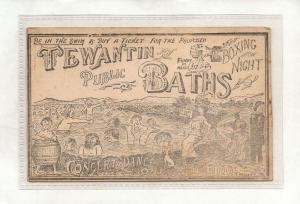 BE IN THE SWIM & BUY A TICKET FOR THE PROPOSED
TEWANTIN
PUBLIC BATHS
BOXING
NIGHT
CONCERT & DANCE